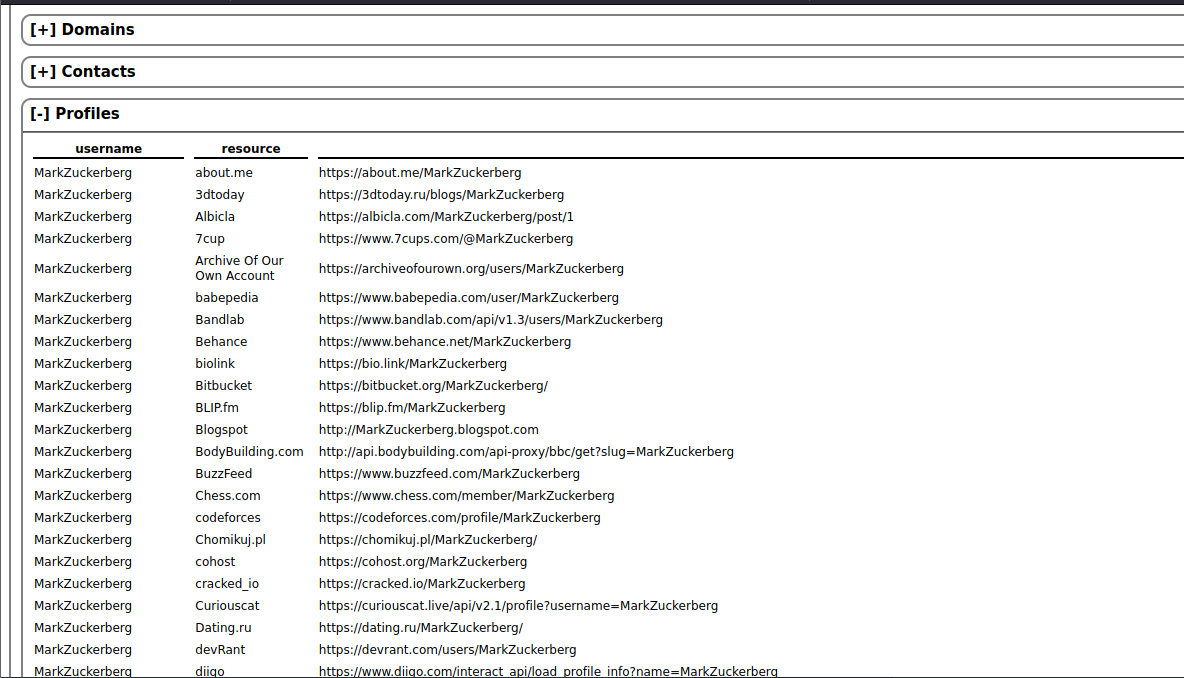 [+] Domains
[+] Contacts
[-] Profiles
username resource
MarkZuckerberg about.me https://about.me/MarkZuckerberg
MarkZuckerberg 3dtoday https://3dtoday.ru/blogs/MarkZuckerberg
MarkZuckerberg Albicla https://albicla.com/MarkZuckerberg/post/1
MarkZuckerberg 7cup https://www.7cups.com/@MarkZuckerberg
MarkZuckerberg Archive Of Our Own Account https://archiveofourown.org/users/MarkZuckerberg
MarkZuckerberg babepedia https://www.babepedia.com/user/MarkZuckerberg
MarkZuckerberg Bandlab https://www.bandlab.com/api/v1.3/users/MarkZuckerberg
MarkZuckerberg Behance https://www.behance.net/MarkZuckerberg
MarkZuckerberg biolink https://bio.link/MarkZuckerberg
MarkZuckerberg Bitbucket https://bitbucket.org/MarkZuckerberg/
MarkZuckerberg BLIP.fm https://blip.fm/MarkZuckerberg
MarkZuckerberg Blogspot http://MarkZuckerberg.blogspot.com
MarkZuckerberg BodyBuilding.com http://api.bodybuilding.com/api-proxy/bbc/get?slug=MarkZuckerberg
MarkZuckerberg BuzzFeed https://www.buzzfeed.com/MarkZuckerberg
MarkZuckerberg Chess.com https://www.chess.com/member/MarkZuckerberg
MarkZuckerberg codeforces https://codeforces.com/profile/MarkZuckerberg
MarkZuckerberg Chomikuj.pl https://chomikuj.pl/MarkZuckerberg/
MarkZuckerberg cohost https://cohost.org/MarkZuckerberg
MarkZuckerberg cracked_io https://cracked.io/MarkZuckerberg
MarkZuckerberg Curiouscat https://curiouscat.live/api/v2.1/profile?username=MarkZuckerberg
MarkZuckerberg Dating.ru https://dating.ru/MarkZuckerberg/
MarkZuckerberg devRant https://devrant.com/users/MarkZuckerberg
MarkZuckerberg diigo https://www.diigo.com/interact_api/load_profile_info?name=MarkZuckerberg